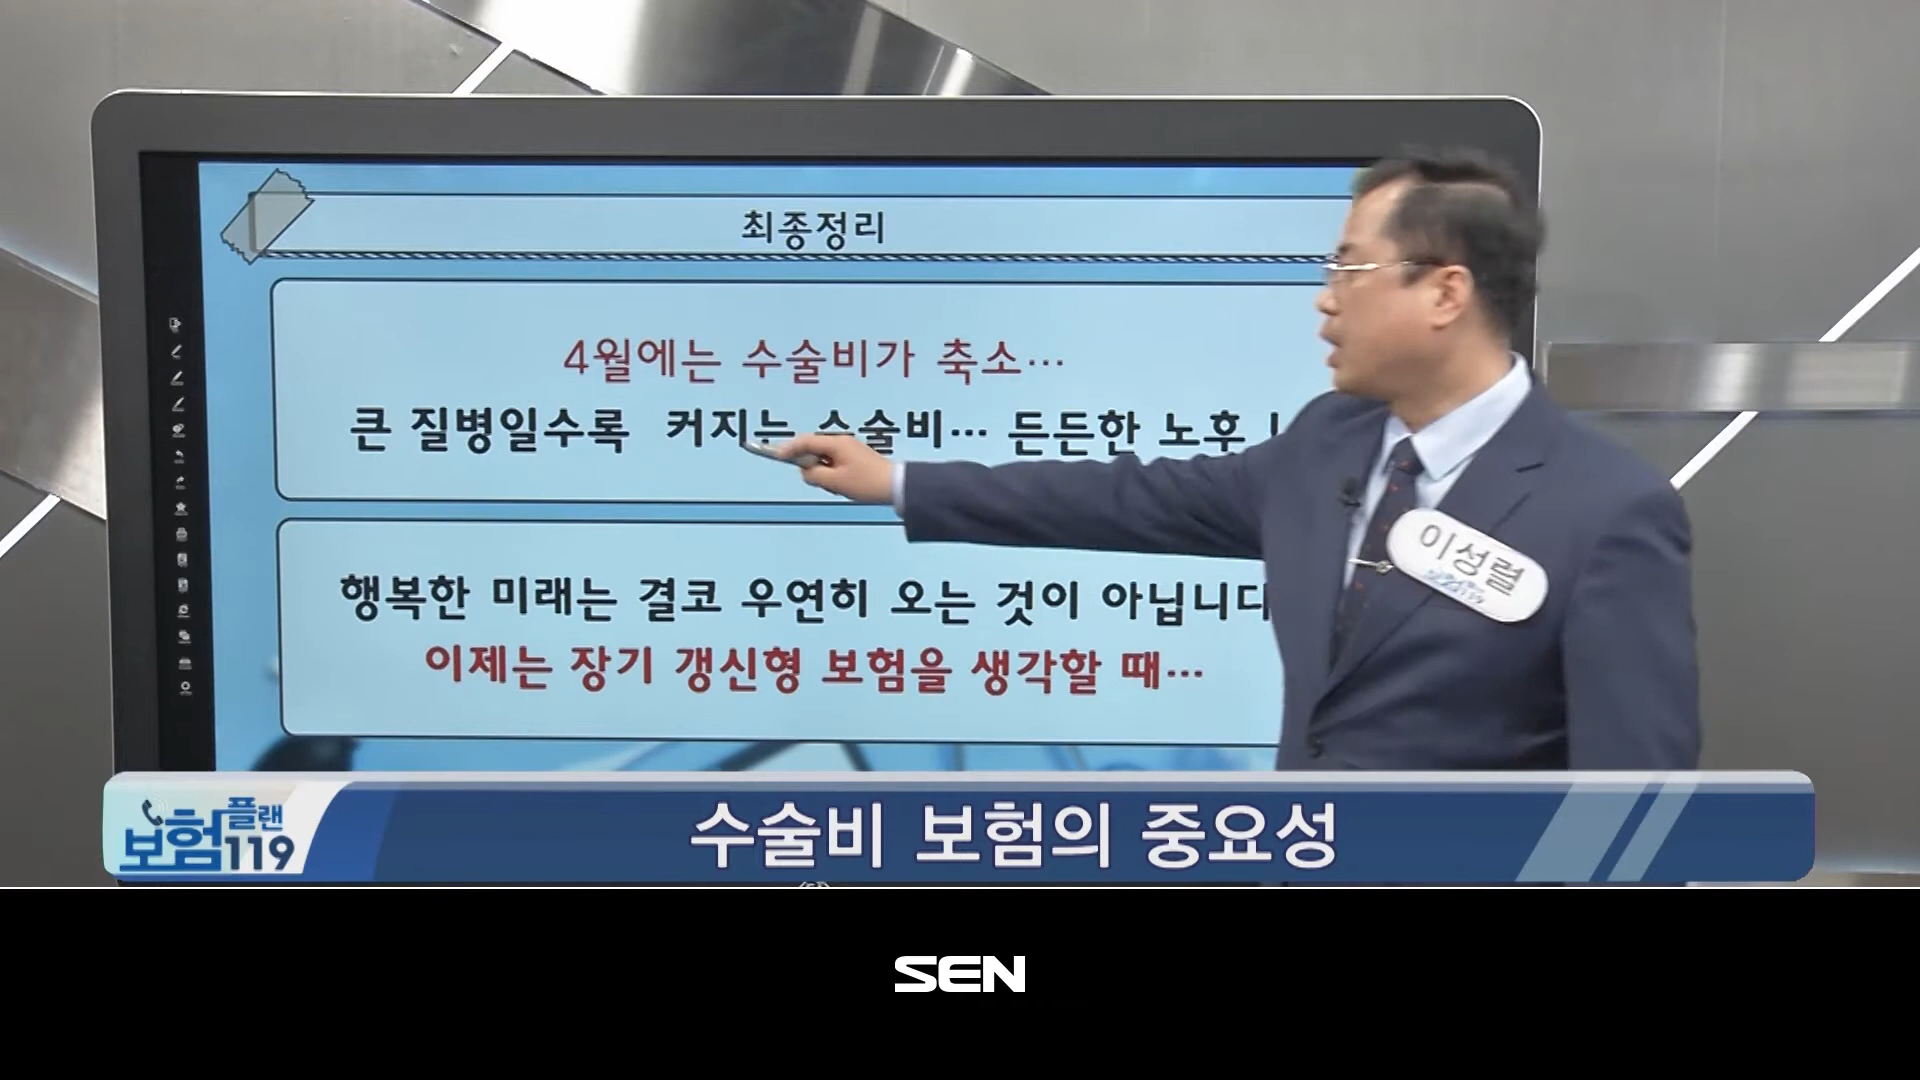 최종정리
4월에는 수술비가 축소…
큰 질병일수록 커지는 수술비… 든든한 노후
행복한 미래는 결코 우연히 오는 것이 아닙니다
이제는 장기 갱신형 보험을 생각할 때…
이성렬
보험플랜119
수술비 보험의 중요성
SEN